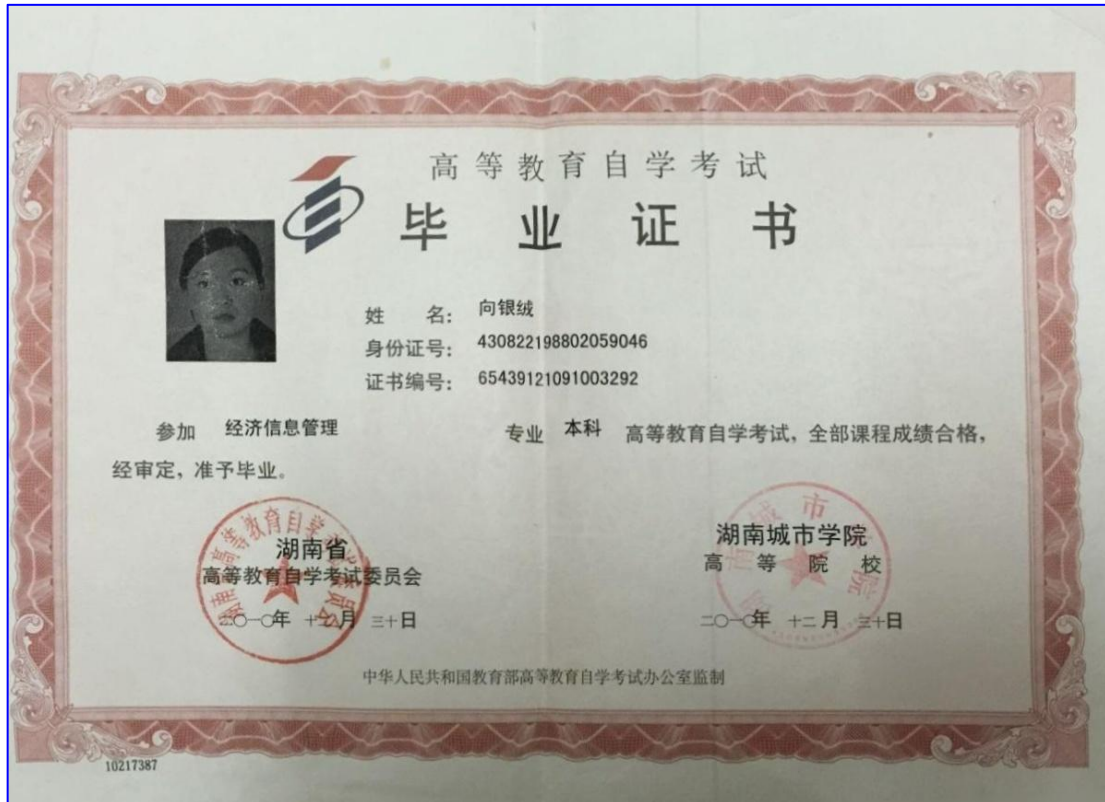 高等教育自学考试
毕业证书
姓 名: 向银绒
身份证号: 430822198802059046
证书编号: 65439121091003292
参加 经济信息管理 专业 本科 高等教育自学考试, 全部课程成绩合格,
经审定, 准予毕业。
湖南省
高等教育自学考试委员会
二〇一〇年 十二月 三十日
湖南城市学院
高等院校
二〇一〇年 十二月 三十日
中华人民共和国教育部高等教育自学考试办公室监制
10217387